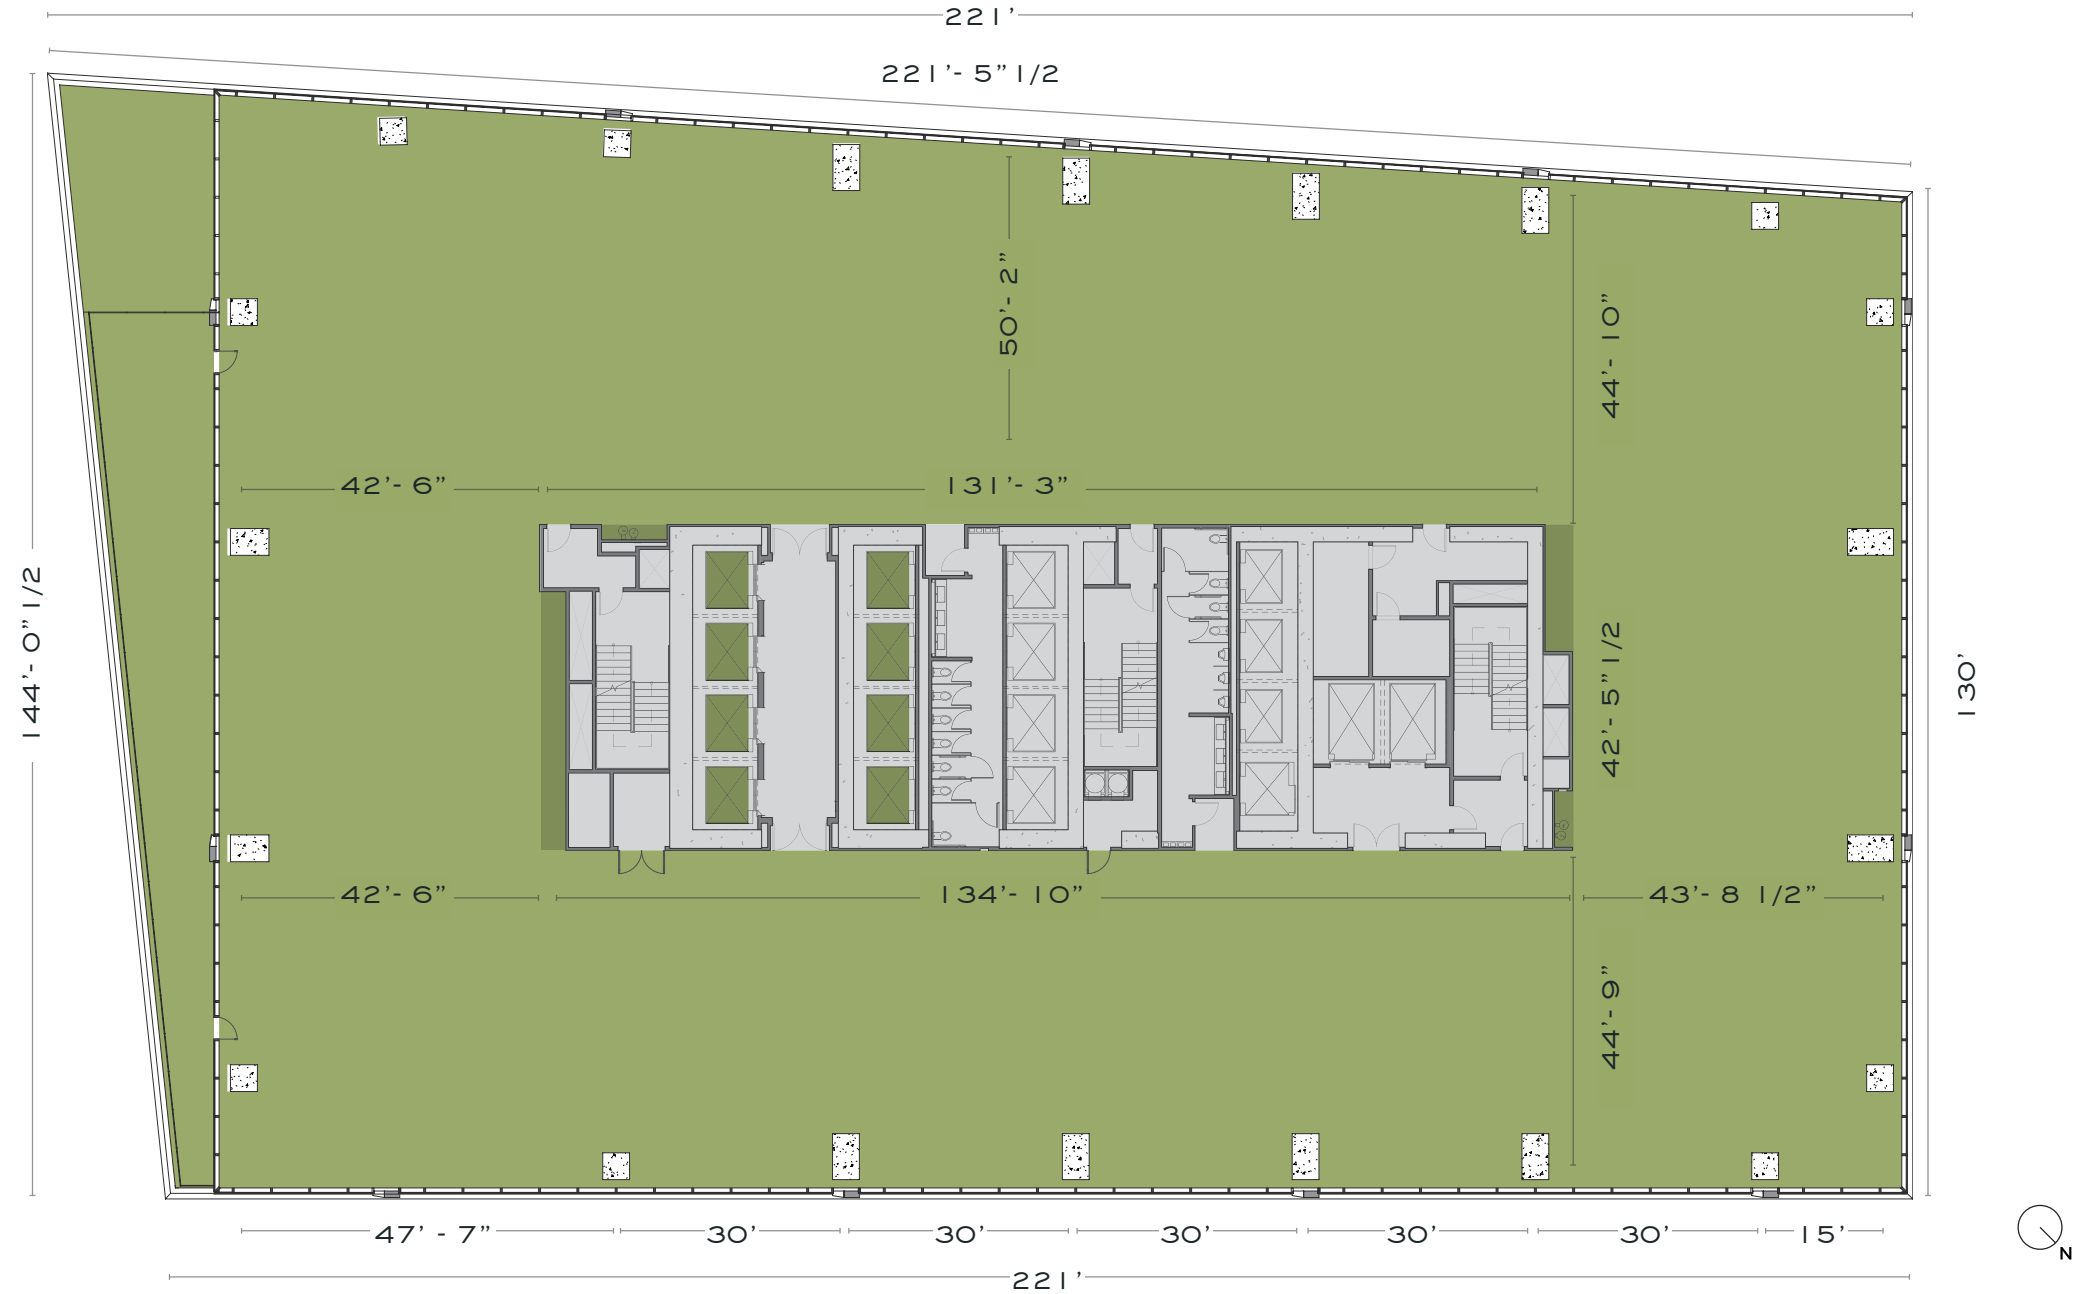 221'
221'- 5” 1/2
50'- 2”
44'- 10”
42'- 6”
131'- 3”
144'- 0” 1/2
42'- 5” 1/2
130'
42'- 6”
134'- 10”
43'- 8 1/2”
44'- 9”
47' - 7”
30'
30'
30'
30'
30'
15'
N
221'